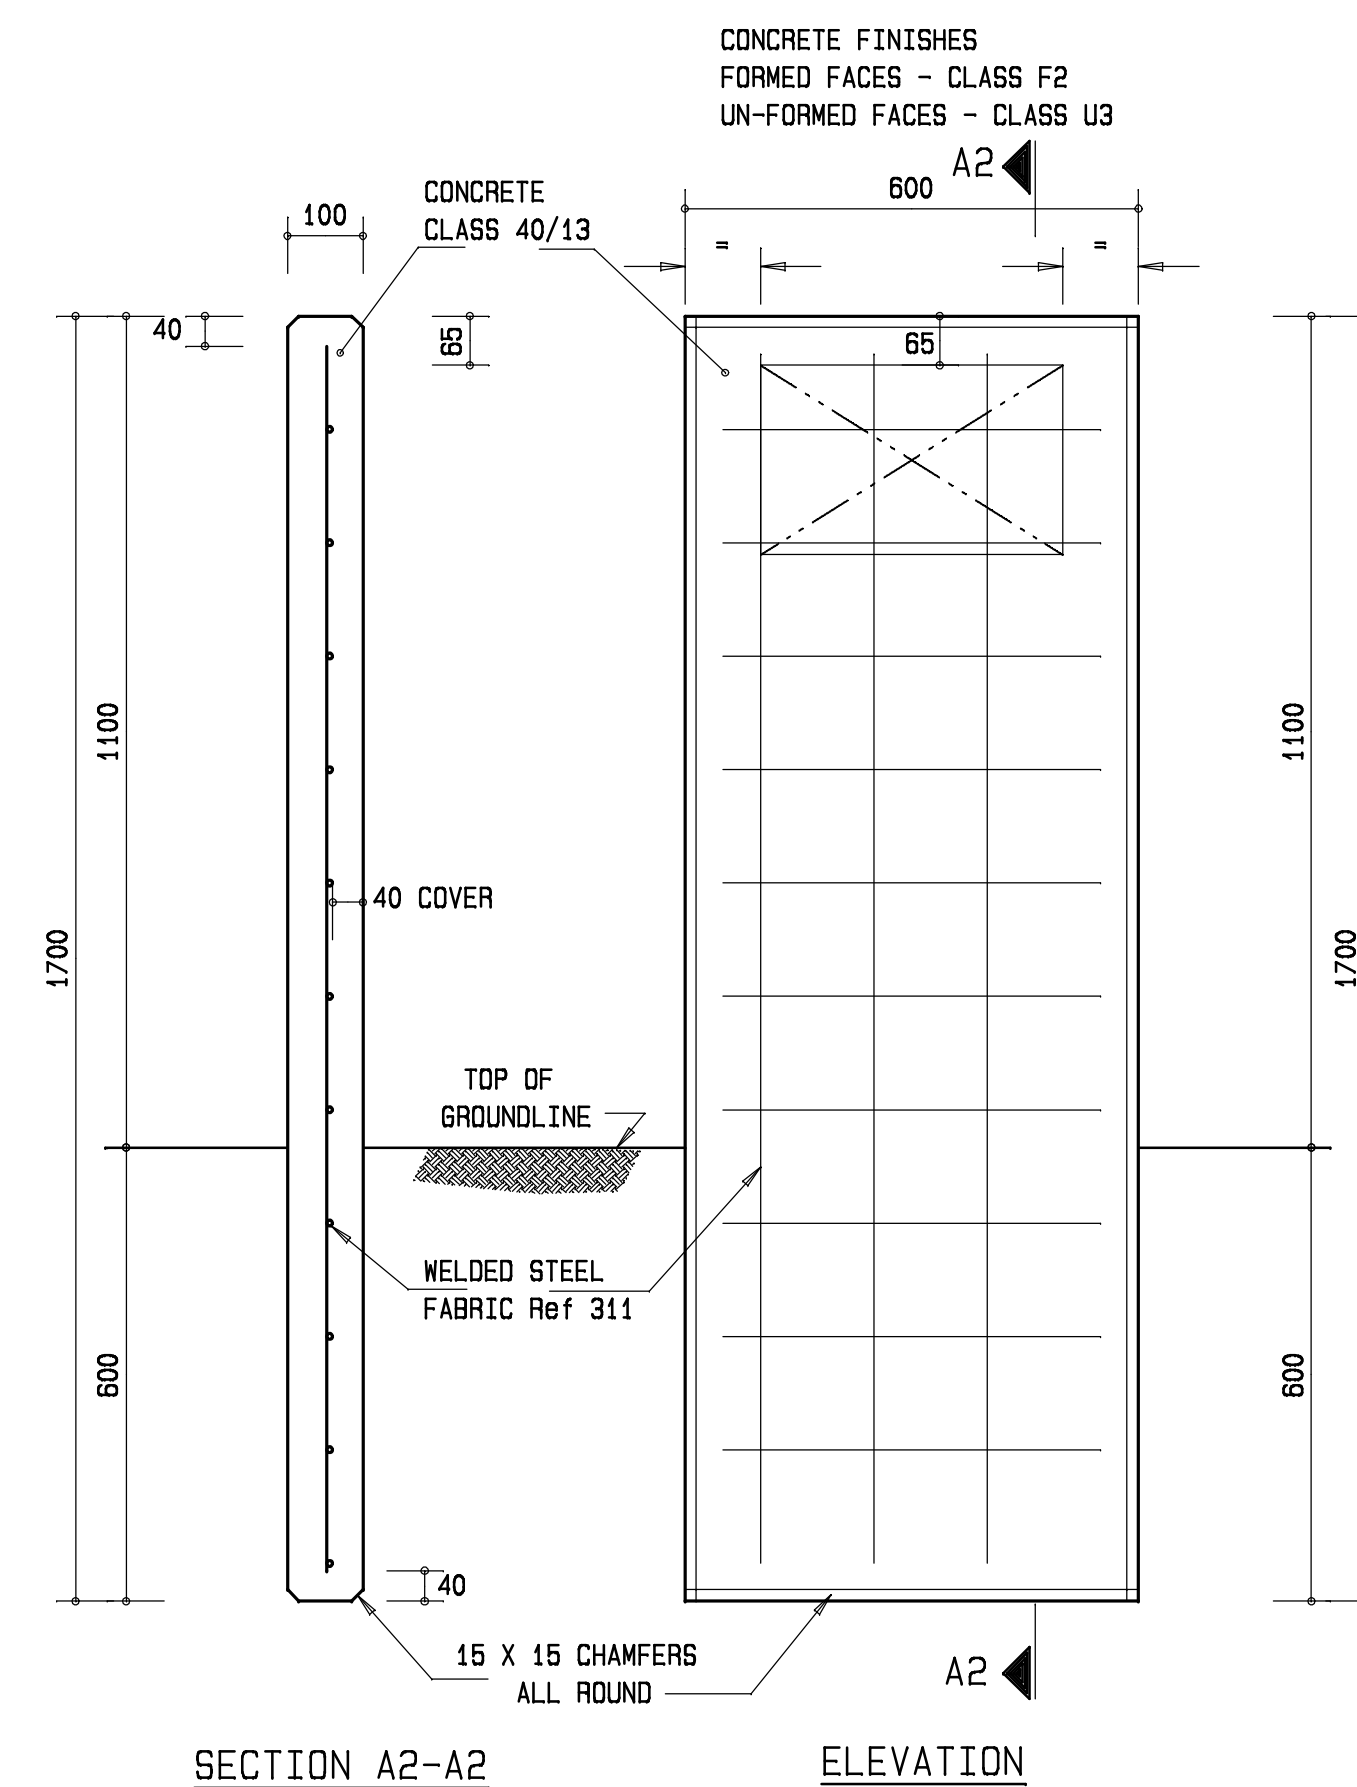 CONCRETE FINISHES
FORMED FACES - CLASS F2
UN-FORMED FACES - CLASS U3
A2
600
CONCRETE
CLASS 40/13
100
=
=
40
65
65
1100
1100
40 COVER
1700
1700
TOP OF
GROUNDLINE
WELDED STEEL
FABRIC Ref 311
600
600
40
15 X 15 CHAMFERS
ALL ROUND
A2
SECTION A2-A2
ELEVATION